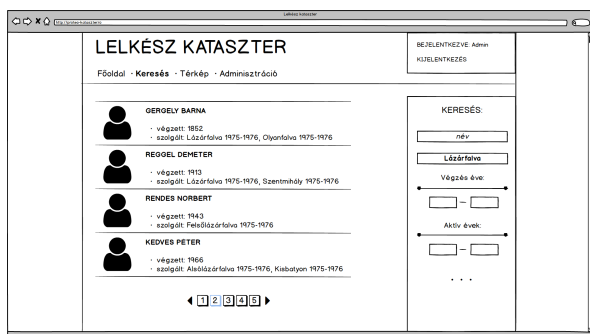 Lelkész kataszter
LELKÉSZ KATASZTER
Főoldal · Keresés · Térkép · Adminisztráció
BEJELENTKEZVE: Admin
KIJELENTKEZÉS
GERGELY BARNA
· végzett: 1852
· szolgált: Lázárfalva 1975-1976, Olyanfalva 1975-1976
REGGEL DEMETER
· végzett: 1913
· szolgált: Lázárfalva 1975-1976, Szentmihály 1975-1976
RENDES NORBERT
· végzett: 1943
· szolgált: Felsőlázárfalva 1975-1976
KEDVES PÉTER
· végzett: 1966
· szolgált: Alsólázárfalva 1975-1976, Kisbatyon 1975-1976
1 2 3 4 5
KERESÉS:
név
Lázárfalva
Végzés éve:
–
Aktív évek:
–
. . .